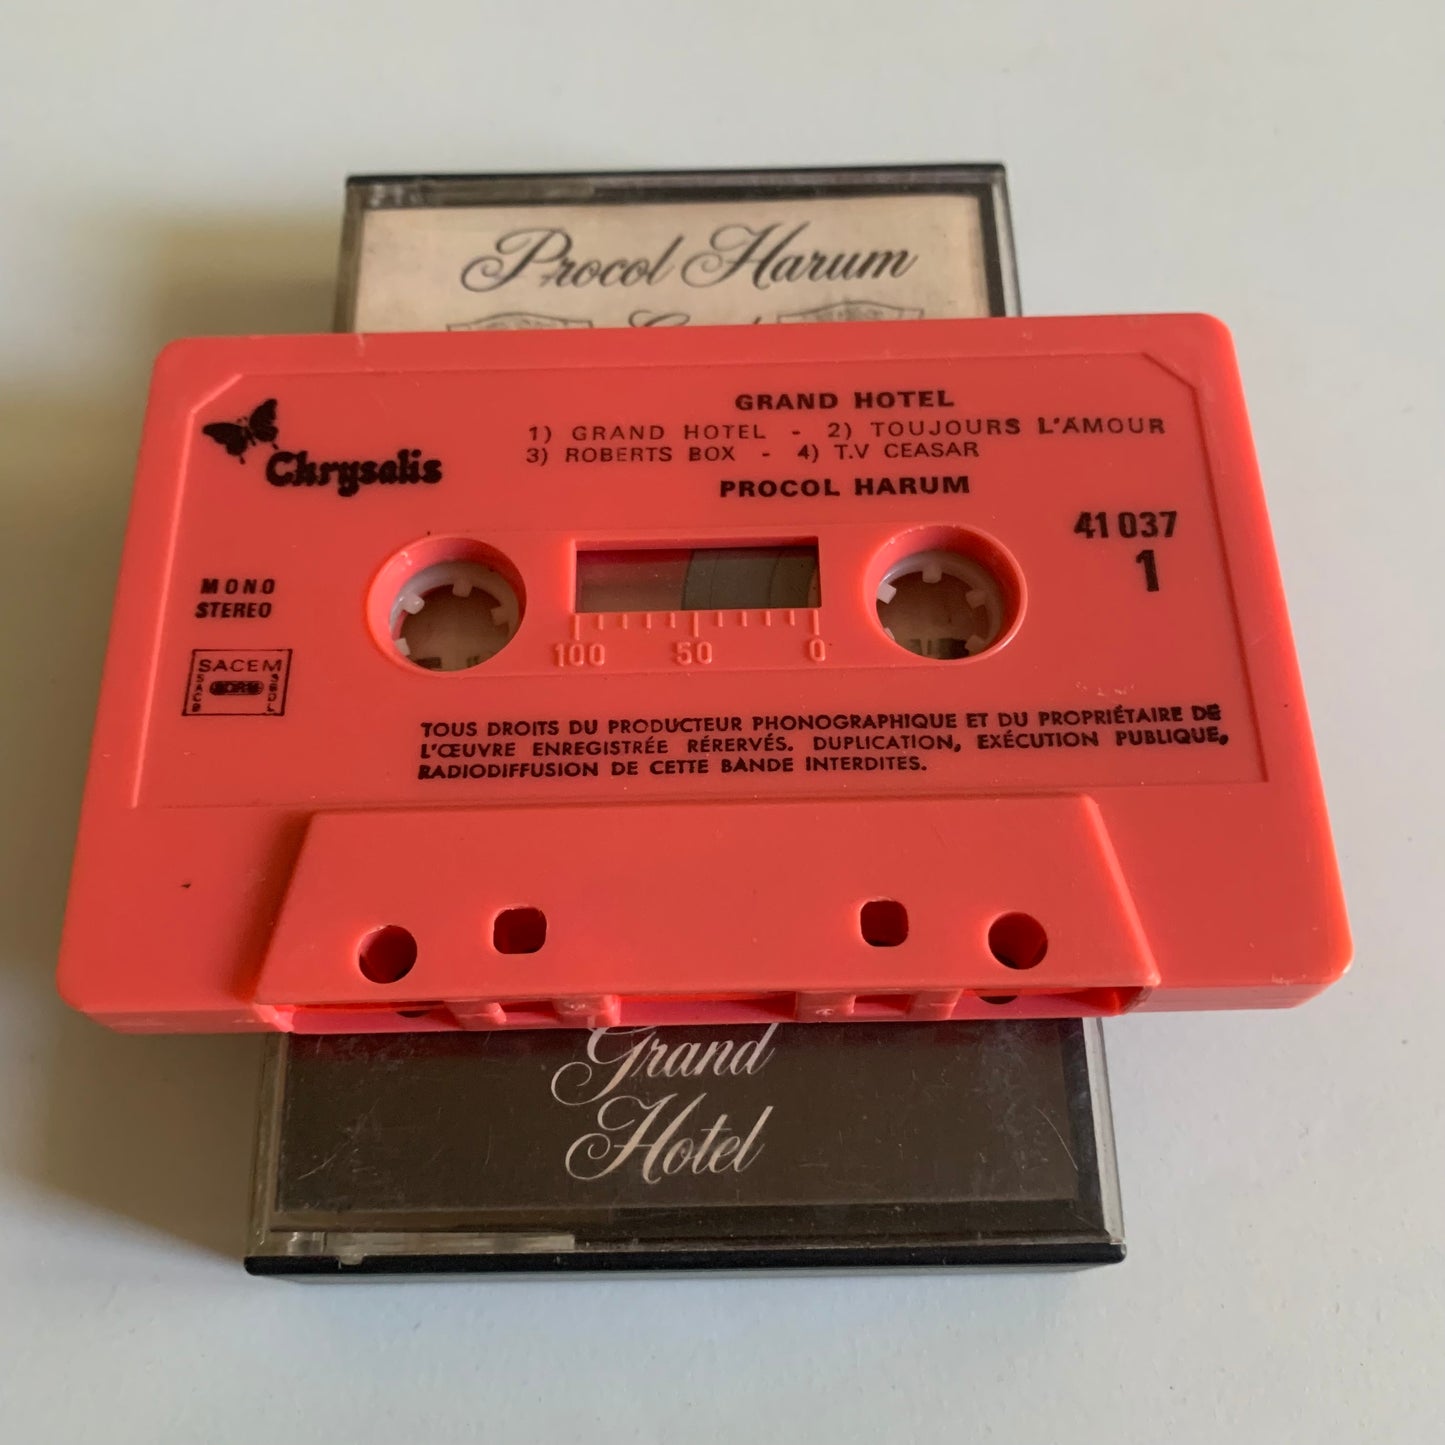 Procol Harum
Chrysalis
GRAND HOTEL
1) GRAND HOTEL - 2) TOUJOURS L'AMOUR
3) ROBERTS BOX - 4) T.V CEASAR
PROCOL HARUM
41 037
1
MONO
STEREO
100 50 0
SACEM
TOUS DROITS DU PRODUCTEUR PHONOGRAPHIQUE ET DU PROPRIÉTAIRE DE
L'ŒUVRE ENREGISTRÉE RÉRERVÉS. DUPLICATION, EXÉCUTION PUBLIQUE,
RADIODIFFUSION DE CETTE BANDE INTERDITES.
Grand
Hotel